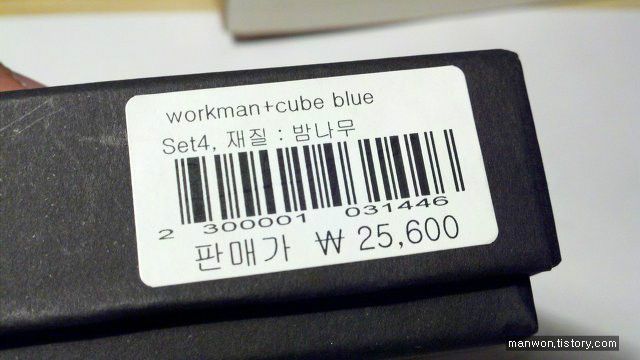 workman+cube blue
Set4, 재질 : 밤나무
2 300001 031446
판매가 ₩ 25,600
manwon.tistory.com